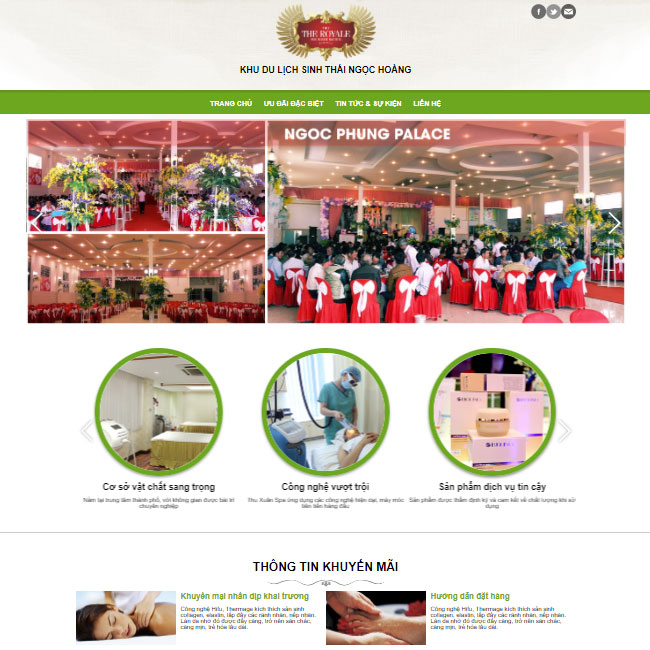 THE ROYALE
KHU DU LỊCH SINH THÁI NGỌC HOÀNG
TRANG CHỦ ƯU ĐÃI ĐẶC BIỆT TIN TỨC & SỰ KIỆN LIÊN HỆ
NGOC PHUNG PALACE
Cơ sở vật chất sang trọng
Nằm tại trung tâm thành phố, với không gian được bài trí
chuyên nghiệp
Công nghệ vượt trội
Thu Xuân Spa ứng dụng các công nghệ hiện đại, máy móc
tiên tiến hàng đầu
Sản phẩm dịch vụ tin cậy
Sản phẩm được thẩm định kỹ và cam kết về chất lượng khi sử
dụng
THÔNG TIN KHUYẾN MÃI
Khuyến mại nhân dịp khai trương
Công nghệ Hifu, Thermage kích thích sản sinh
collagen, elastin, lấp đầy các rãnh nhăn, nếp nhăn.
Làn da nhờ đó được đẩy căng, trở nên săn chắc,
căng mịn, trẻ hóa lâu dài.
Hướng dẫn đặt hàng
Công nghệ Hifu, Thermage kích thích sản sinh
collagen, elastin, lấp đầy các rãnh nhăn, nếp nhăn.
Làn da nhờ đó được đẩy căng, trở nên săn chắc,
căng mịn, trẻ hóa lâu dài.